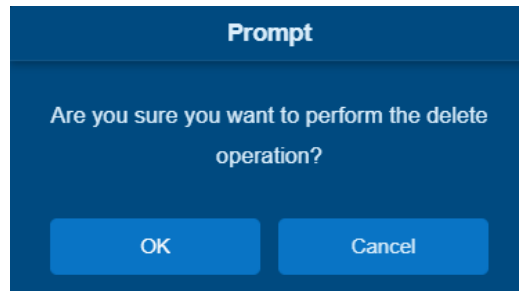 Prompt
Are you sure you want to perform the delete
operation?
OK
Cancel